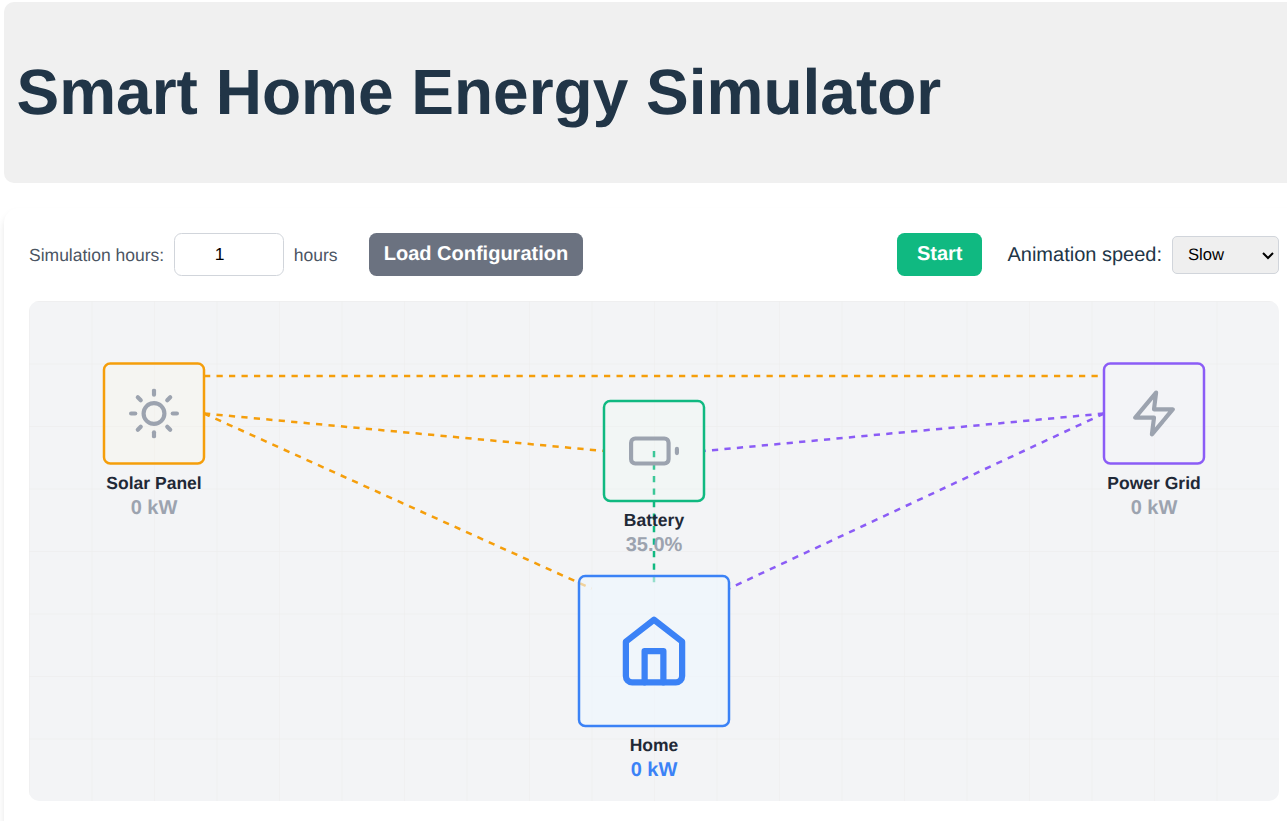 Smart Home Energy Simulator
Simulation hours: 1 hours Load Configuration Start Animation speed: Slow
Solar Panel
0 kW
Battery
35.0%
Power Grid
0 kW
Home
0 kW